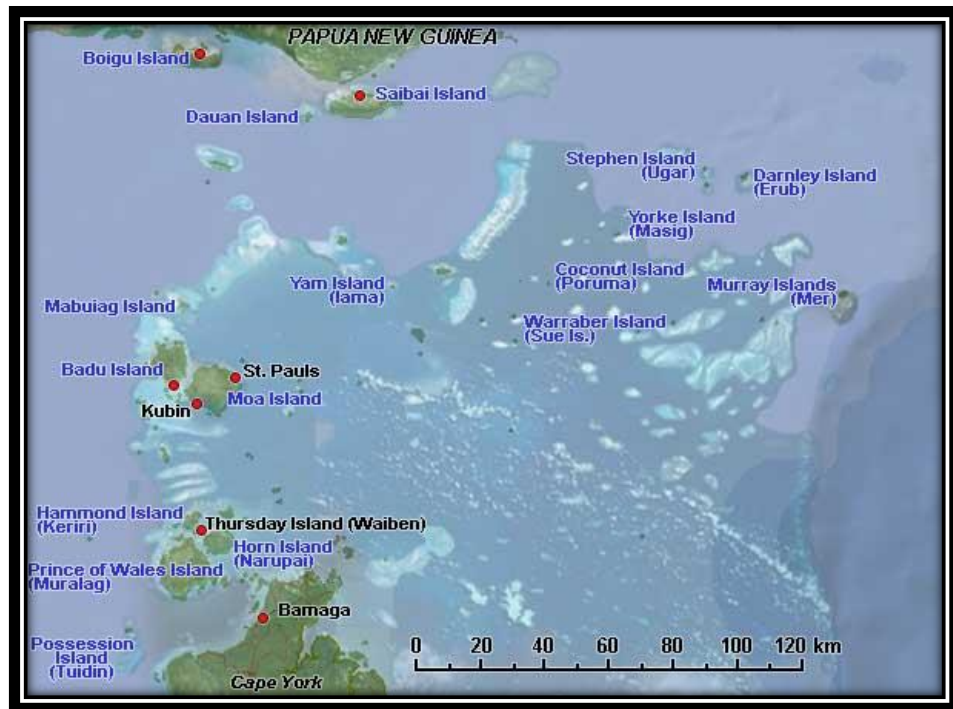 PAPUA NEW GUINEA
Boigu Island
Saibai Island
Dauan Island
Stephen Island
(Ugar)
Darnley Island
(Erub)
Yorke Island
(Masig)
Coconut Island
(Poruma)
Yam Island
(Iama)
Murray Islands
(Mer)
Mabuiag Island
Warraber Island
(Sue Is.)
Badu Island
St. Pauls
Moa Island
Kubin
Hammond Island
(Keriri)
Thursday Island (Waiben)
Horn Island
(Narupai)
Prince of Wales Island
(Muralag)
Bamaga
Possession
Island
(Tuidin)
0 20 40 60 80 100 120 km
Cape York